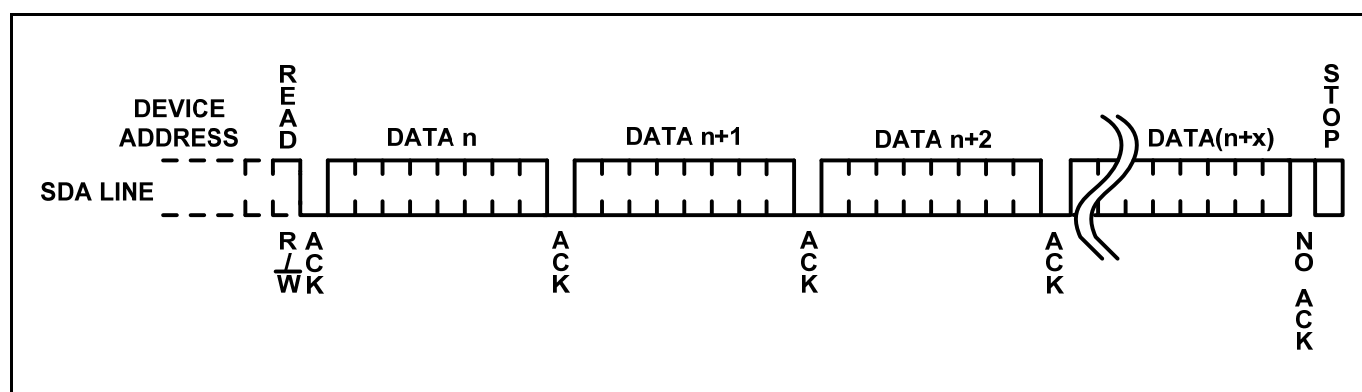 DEVICE
ADDRESS
READ
DATA n
DATA n+1
DATA n+2
DATA(n+x)
STOP
SDA LINE
R/W
ACK
ACK
ACK
ACK
NO ACK